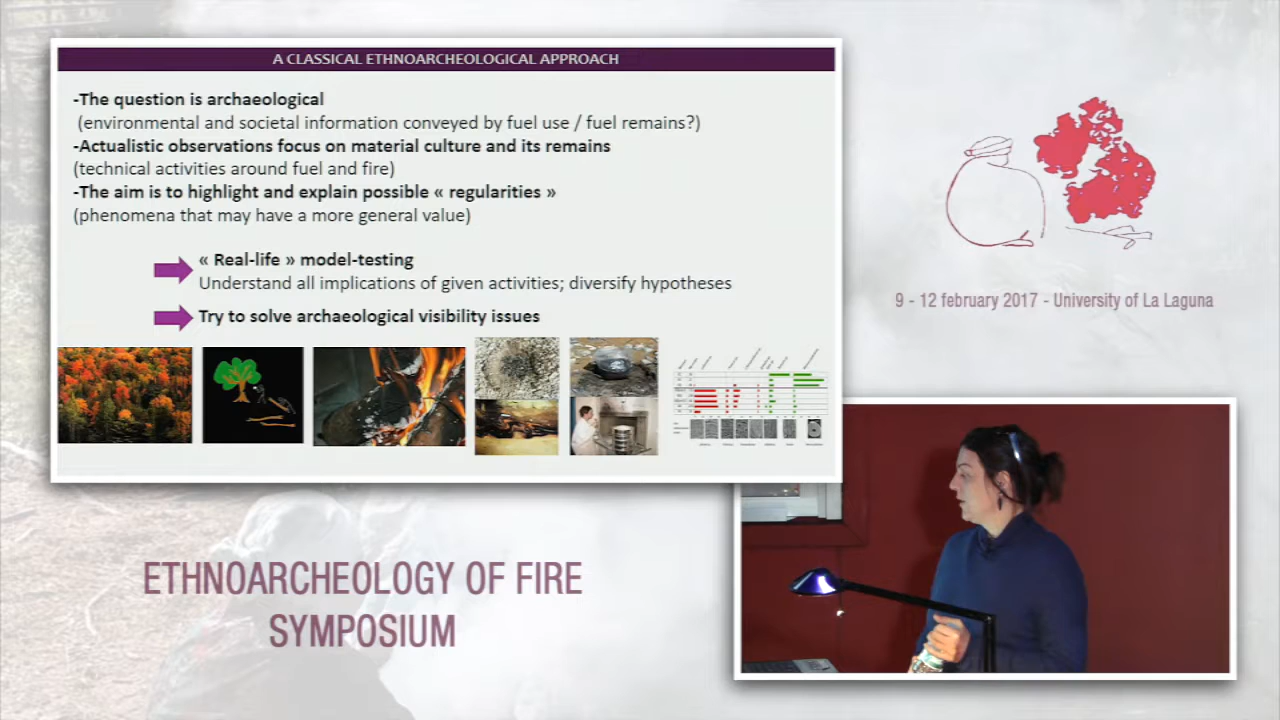 A CLASSICAL ETHNOARCHEOLOGICAL APPROACH
-The question is archaeological
(environmental and societal information conveyed by fuel use / fuel remains?)
-Actualistic observations focus on material culture and its remains
(technical activities around fuel and fire)
-The aim is to highlight and explain possible « regularities »
(phenomena that may have a more general value)
« Real-life » model-testing
Understand all implications of given activities; diversify hypotheses
Try to solve archaeological visibility issues
9 - 12 february 2017 - University of La Laguna
ETHNOARCHEOLOGY OF FIRE
SYMPOSIUM